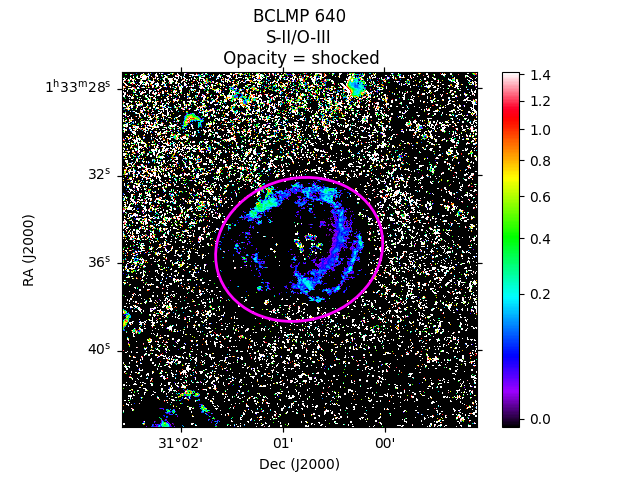 BCLMP 640
S-II/O-III
Opacity = shocked
1ʰ33ᵐ28ˢ
32ˢ
36ˢ
40ˢ
RA (J2000)
31°02'
01'
00'
Dec (J2000)
1.4
1.2
1.0
0.8
0.6
0.4
0.2
0.0